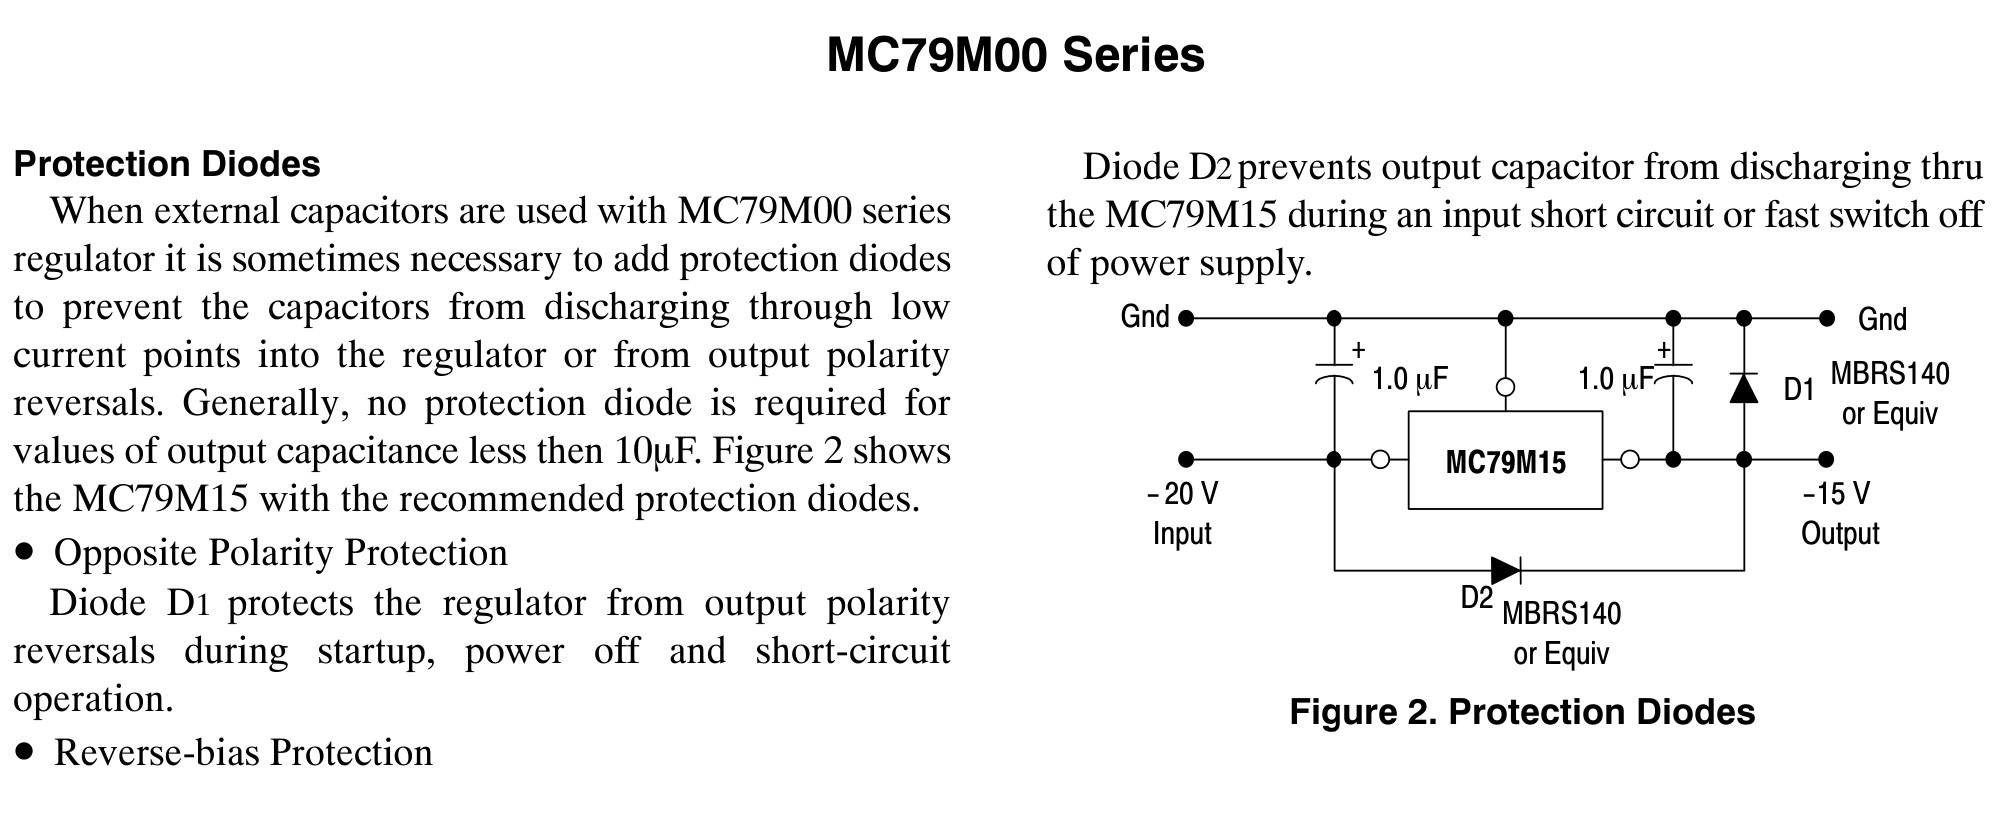 MC79M00 Series
Protection Diodes
When external capacitors are used with MC79M00 series
regulator it is sometimes necessary to add protection diodes
to prevent the capacitors from discharging through low
current points into the regulator or from output polarity
reversals. Generally, no protection diode is required for
values of output capacitance less then 10μF. Figure 2 shows
the MC79M15 with the recommended protection diodes.
• Opposite Polarity Protection
Diode D1 protects the regulator from output polarity
reversals during startup, power off and short-circuit
operation.
• Reverse-bias Protection
Diode D2 prevents output capacitor from discharging thru
the MC79M15 during an input short circuit or fast switch off
of power supply.
Gnd
Gnd
+
1.0 μF
+
1.0 μF
D1
MBRS140
or Equiv
MC79M15
−20 V
Input
−15 V
Output
D2
MBRS140
or Equiv
Figure 2. Protection Diodes